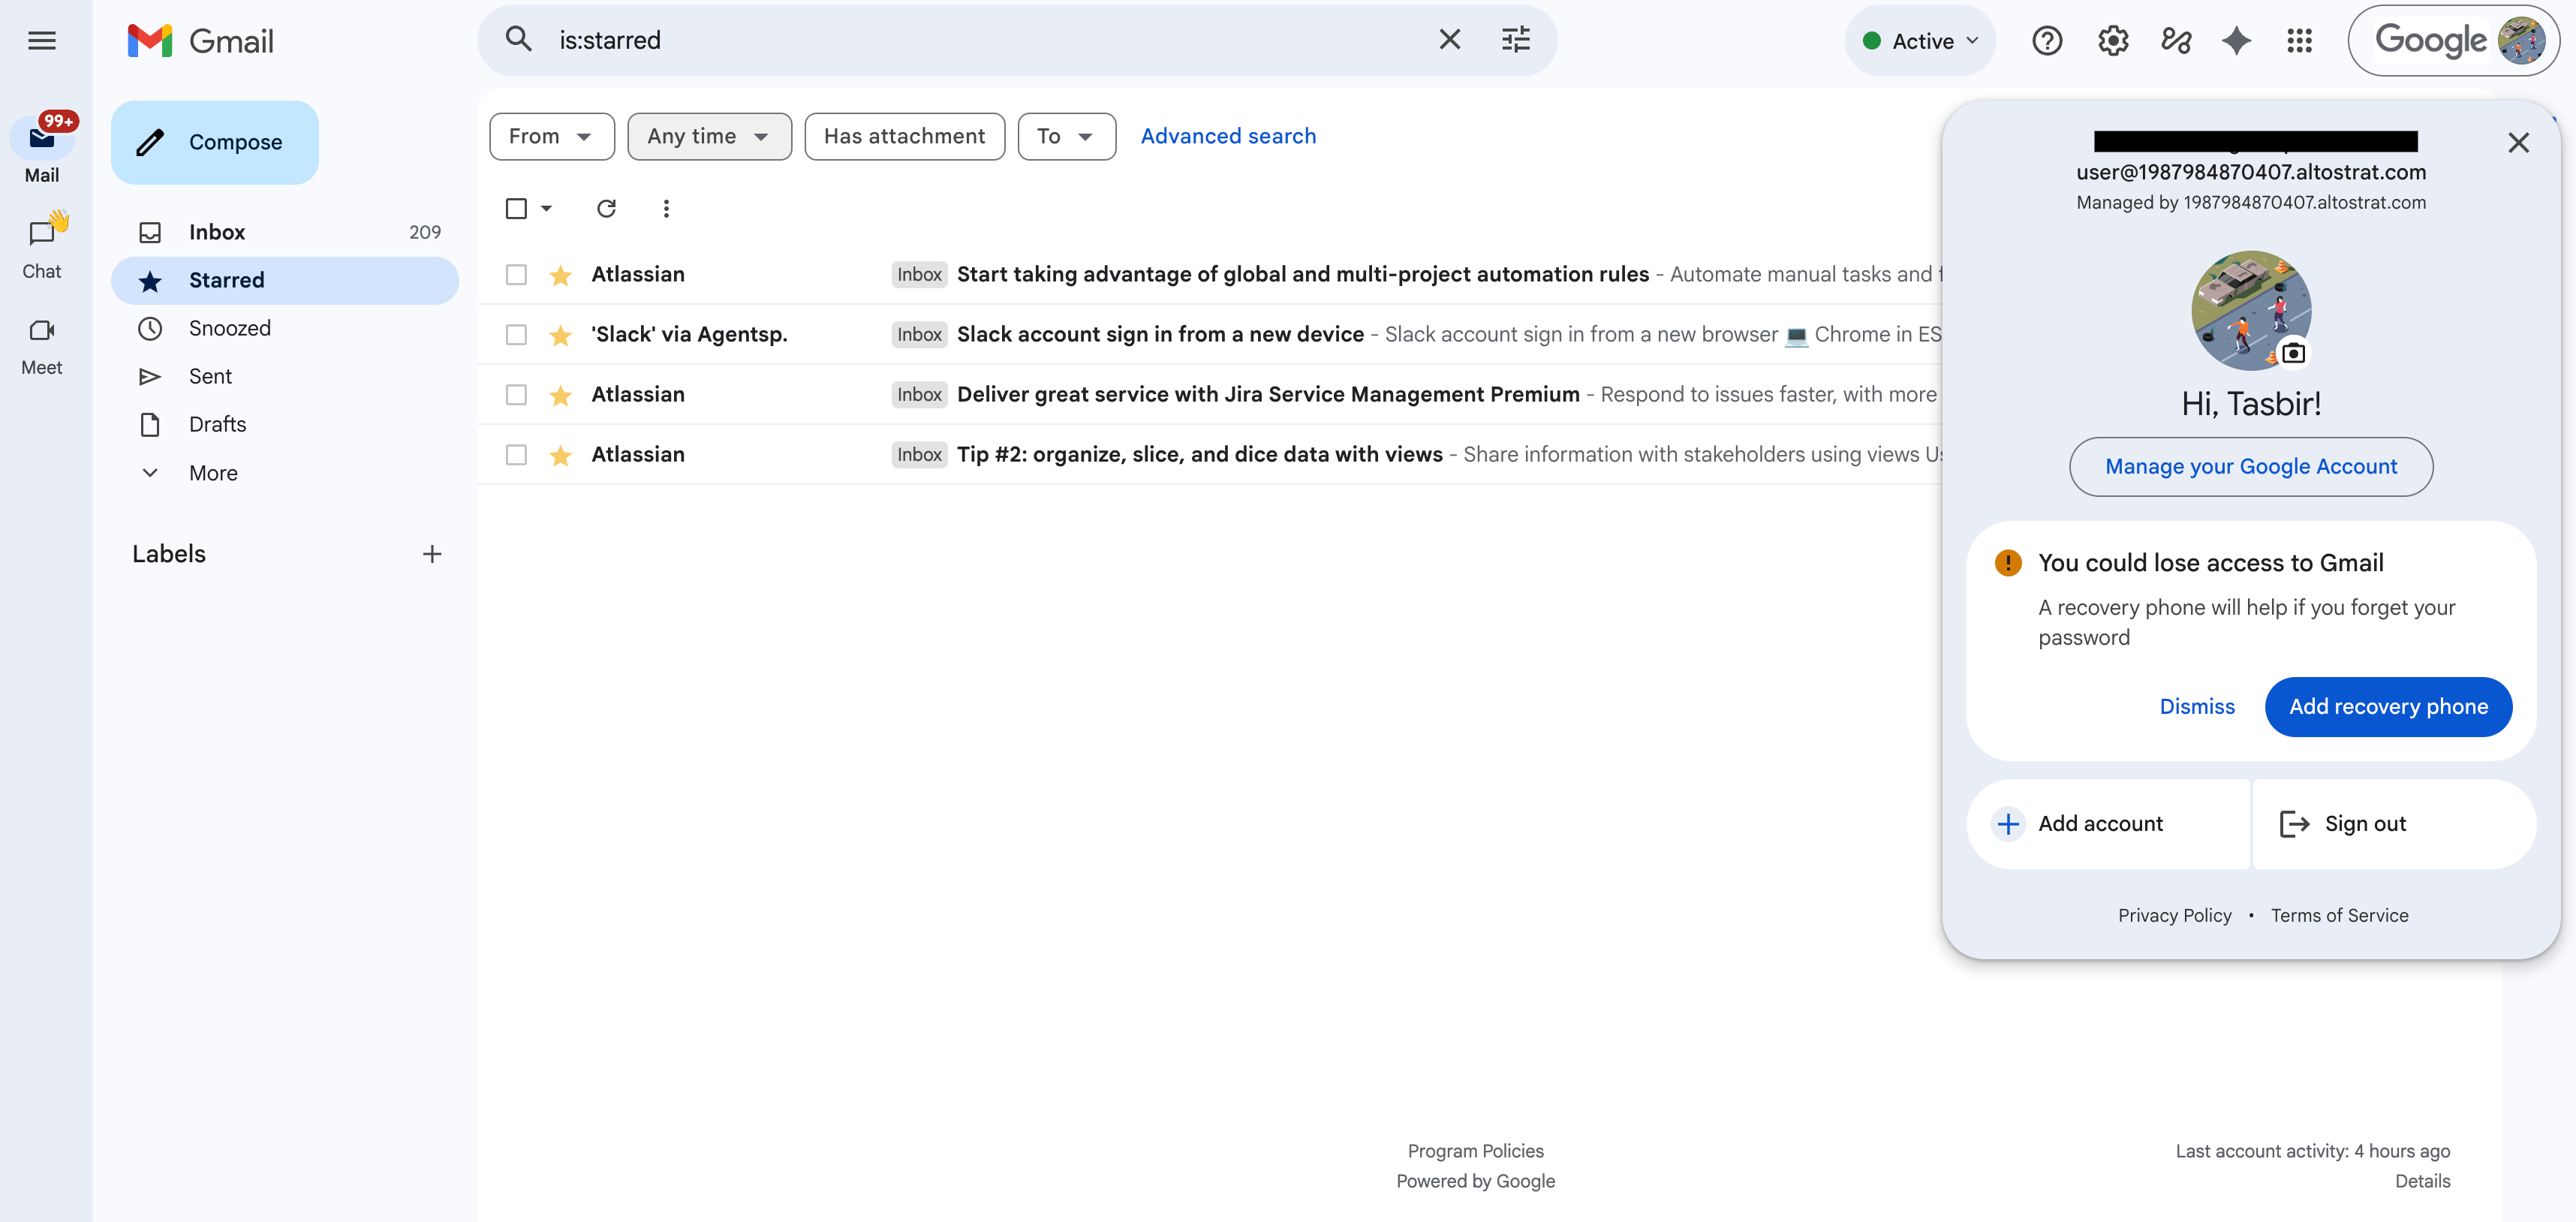 Gmail
is:starred
Active
Google
99+
Mail
Chat
Meet
Compose
Inbox 209
Starred
Snoozed
Sent
Drafts
More
Labels
From
Any time
Has attachment
To
Advanced search
Atlassian Inbox Start taking advantage of global and multi-project automation rules - Automate manual tasks and
'Slack' via Agentsp. Inbox Slack account sign in from a new device - Slack account sign in from a new browser 💻 Chrome in ES
Atlassian Inbox Deliver great service with Jira Service Management Premium - Respond to issues faster, with more
Atlassian Inbox Tip #2: organize, slice, and dice data with views - Share information with stakeholders using views Us
user@1987984870407.altostrat.com
Managed by 1987984870407.altostrat.com
Hi, Tasbir!
Manage your Google Account
You could lose access to Gmail
A recovery phone will help if you forget your
password
Dismiss
Add recovery phone
Add account
Sign out
Privacy Policy • Terms of Service
Program Policies
Powered by Google
Last account activity: 4 hours ago
Details